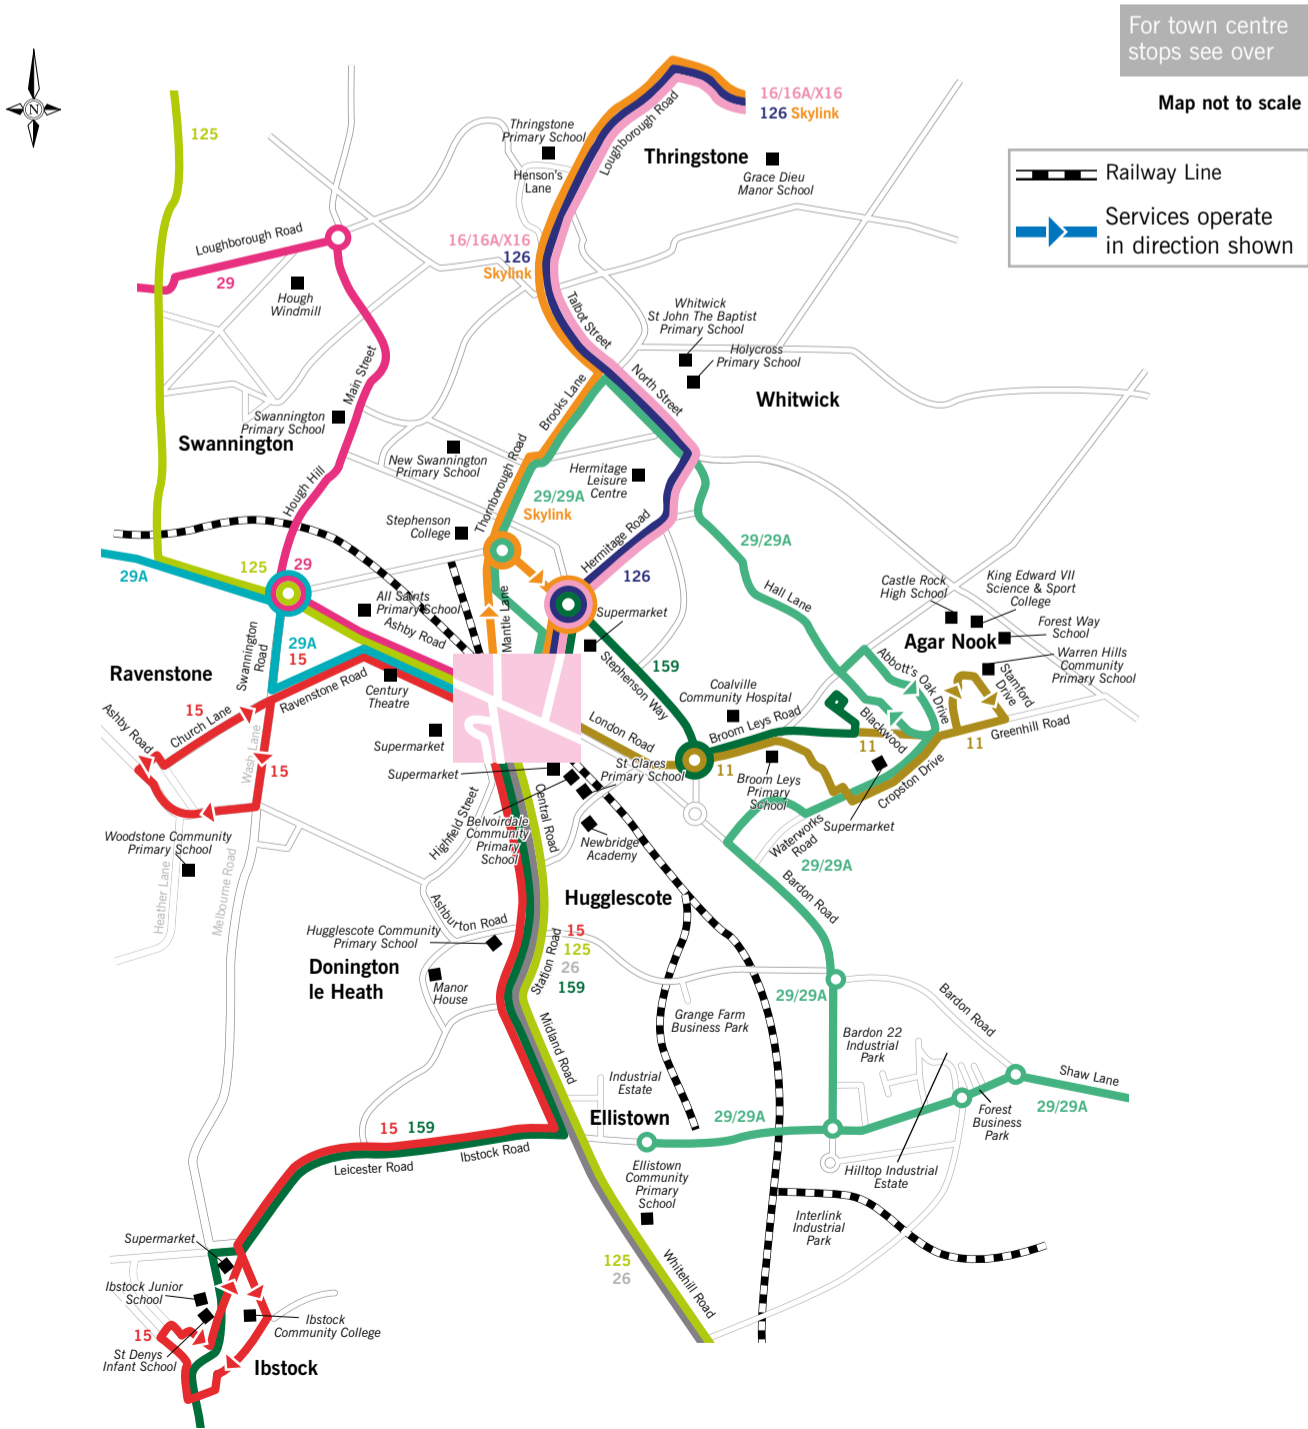 For town centre
stops see over
Map not to scale
Railway Line
Services operate
in direction shown
N
125
16/16A/X16
126 Skylink
Loughborough Road
Thringstone
Primary School
Henson's
Lane
Thringstone
Grace Dieu
Manor School
Loughborough Road
29
Hough
Windmill
16/16A/X16
126
Skylink
Talbot Street
Whitwick
St John The Baptist
Primary School
Holycross
Primary School
North Street
Whitwick
Main Street
Swannington
Primary School
Swannington
Brooks Lane
New Swannington
Primary School
Thornborough Road
Hermitage
Leisure
Centre
Hough Hill
29/29A
Skylink
Stephenson
College
Hermitage Road
126
29/29A
Hall Lane
29A
125
29
All Saints
Primary School
Ashby Road
Mantle Lane
Supermarket
Castle Rock
High School
King Edward VII
Science & Sport
College
Forest Way
School
Agar Nook
Warren Hills
Community
Primary School
Swannington
Road
29A
15
Ravenstone
Ravenstone Road
Century
Theatre
Stephenson Way
159
Coalville
Community Hospital
Abbott's Oak Drive
Stamford
Drive
15
Church Lane
Ashby Road
Wash Lane
15
Supermarket
London Road
Broom Leys Road
Blackwood
11
11
Greenhill Road
Supermarket
St Clares
Primary School
11
Broom Leys
Primary
School
Cropston Drive
Supermarket
Highfield Street
Belvoirdale
Community
Primary
School
Central Road
Newbridge
Academy
Waterworks
Road
29/29A
Woodstone Community
Primary School
Heather Lane
Melbourne Road
Hugglescote
Bardon Road
Ashburton Road
Hugglescote Community
Primary School
Station Road
15
125
26
159
Donington
le Heath
Manor
House
29/29A
Grange Farm
Business Park
Bardon Road
Midland Road
Bardon 22
Industrial
Park
Industrial
Estate
Ellistown
29/29A
Shaw Lane
29/29A
Forest
Business
Park
15 159
Leicester Road
Ibstock Road
Ellistown
Community
Primary
School
Hilltop Industrial
Estate
Interlink
Industrial
Park
125
26
Whitehill Road
Supermarket
Ibstock Junior
School
15
St Denys
Infant School
Ibstock
Community College
Ibstock